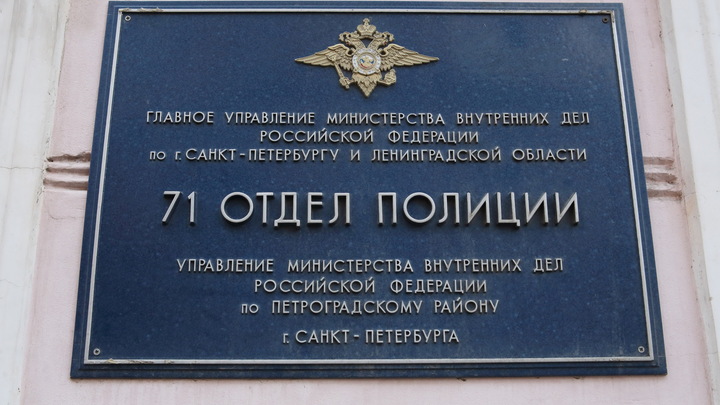 ГЛАВНОЕ УПРАВЛЕНИЕ МИНИСТЕРСТВА ВНУТРЕННИХ ДЕЛ
РОССИЙСКОЙ ФЕДЕРАЦИИ
по г. САНКТ-ПЕТЕРБУРГУ И ЛЕНИНГРАДСКОЙ ОБЛАСТИ
71 ОТДЕЛ ПОЛИЦИИ
УПРАВЛЕНИЕ МИНИСТЕРСТВА ВНУТРЕННИХ ДЕЛ
РОССИЙСКОЙ ФЕДЕРАЦИИ
по ПЕТРОГРАДСКОМУ РАЙОНУ
г. САНКТ-ПЕТЕРБУРГА